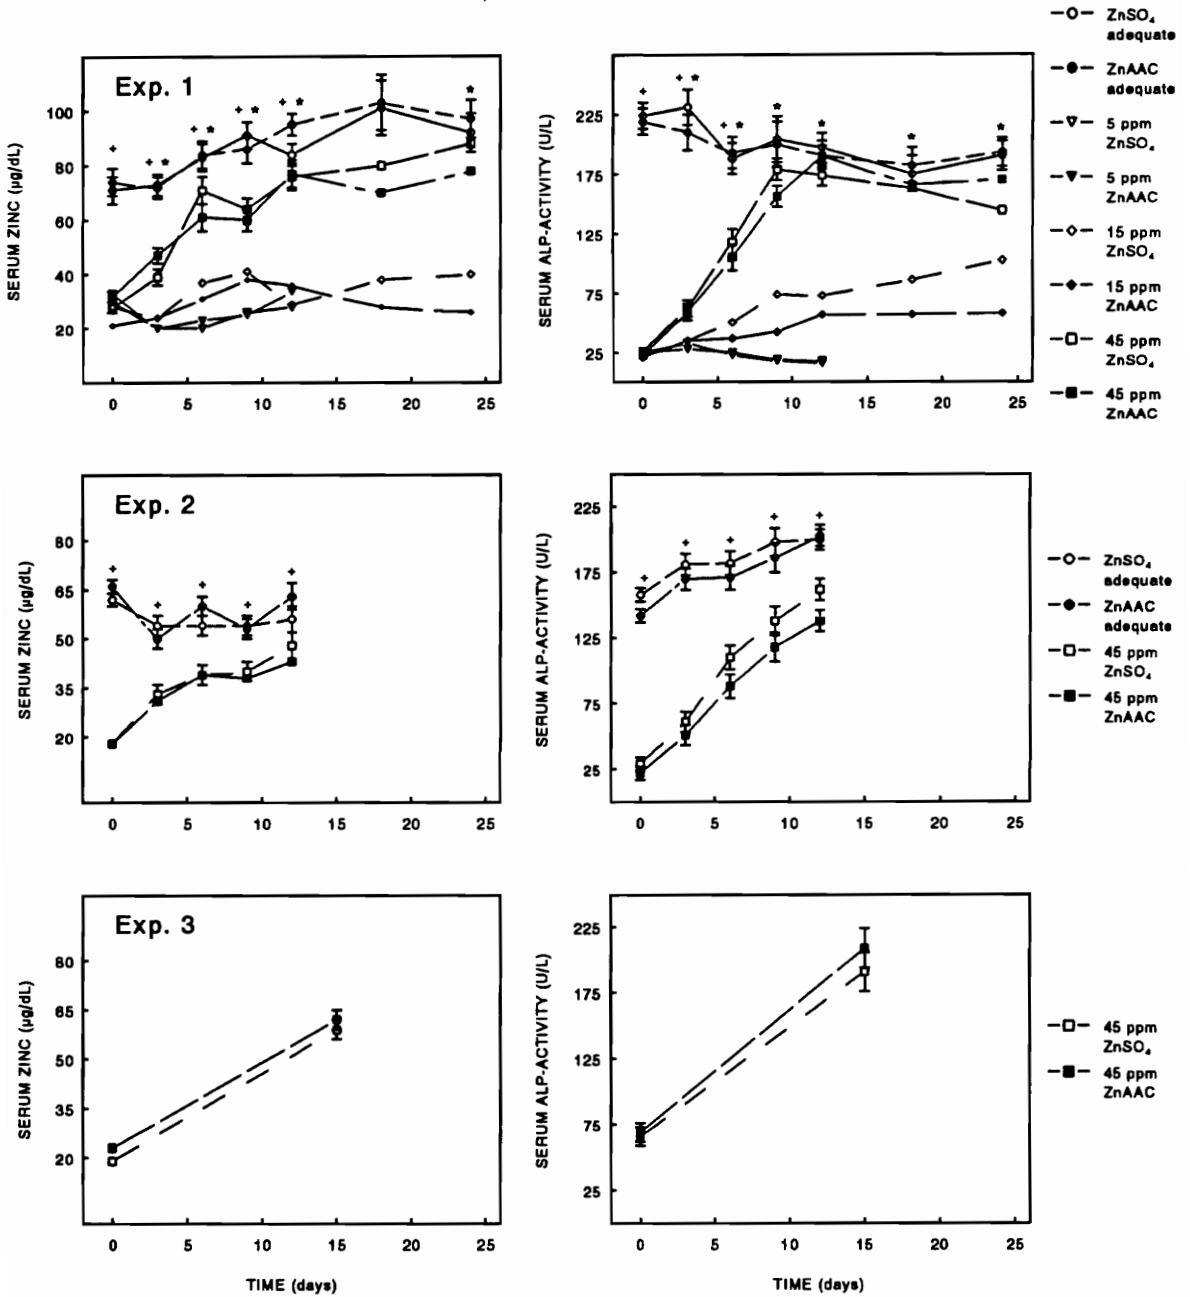 ZnSO₄
adequate
ZnAAC
adequate
5 ppm
ZnSO₄
5 ppm
ZnAAC
15 ppm
ZnSO₄
15 ppm
ZnAAC
45 ppm
ZnSO₄
45 ppm
ZnAAC
Exp. 1
SERUM ZINC (µg/dL)
100
80
60
40
20
0 5 10 15 20 25
+ + * + * + * + * *
SERUM ALP-ACTIVITY (U/L)
225
175
125
75
25
0 5 10 15 20 25
+ + * + * * * * *
Exp. 2
SERUM ZINC (µg/dL)
80
65
50
35
20
0 5 10 15 20 25
+ + + + +
SERUM ALP-ACTIVITY (U/L)
225
175
125
75
25
0 5 10 15 20 25
+ + + + +
ZnSO₄
adequate
ZnAAC
adequate
45 ppm
ZnSO₄
45 ppm
ZnAAC
Exp. 3
SERUM ZINC (µg/dL)
80
65
50
35
20
0 5 10 15 20 25
TIME (days)
SERUM ALP-ACTIVITY (U/L)
225
175
125
75
25
0 5 10 15 20 25
TIME (days)
45 ppm
ZnSO₄
45 ppm
ZnAAC